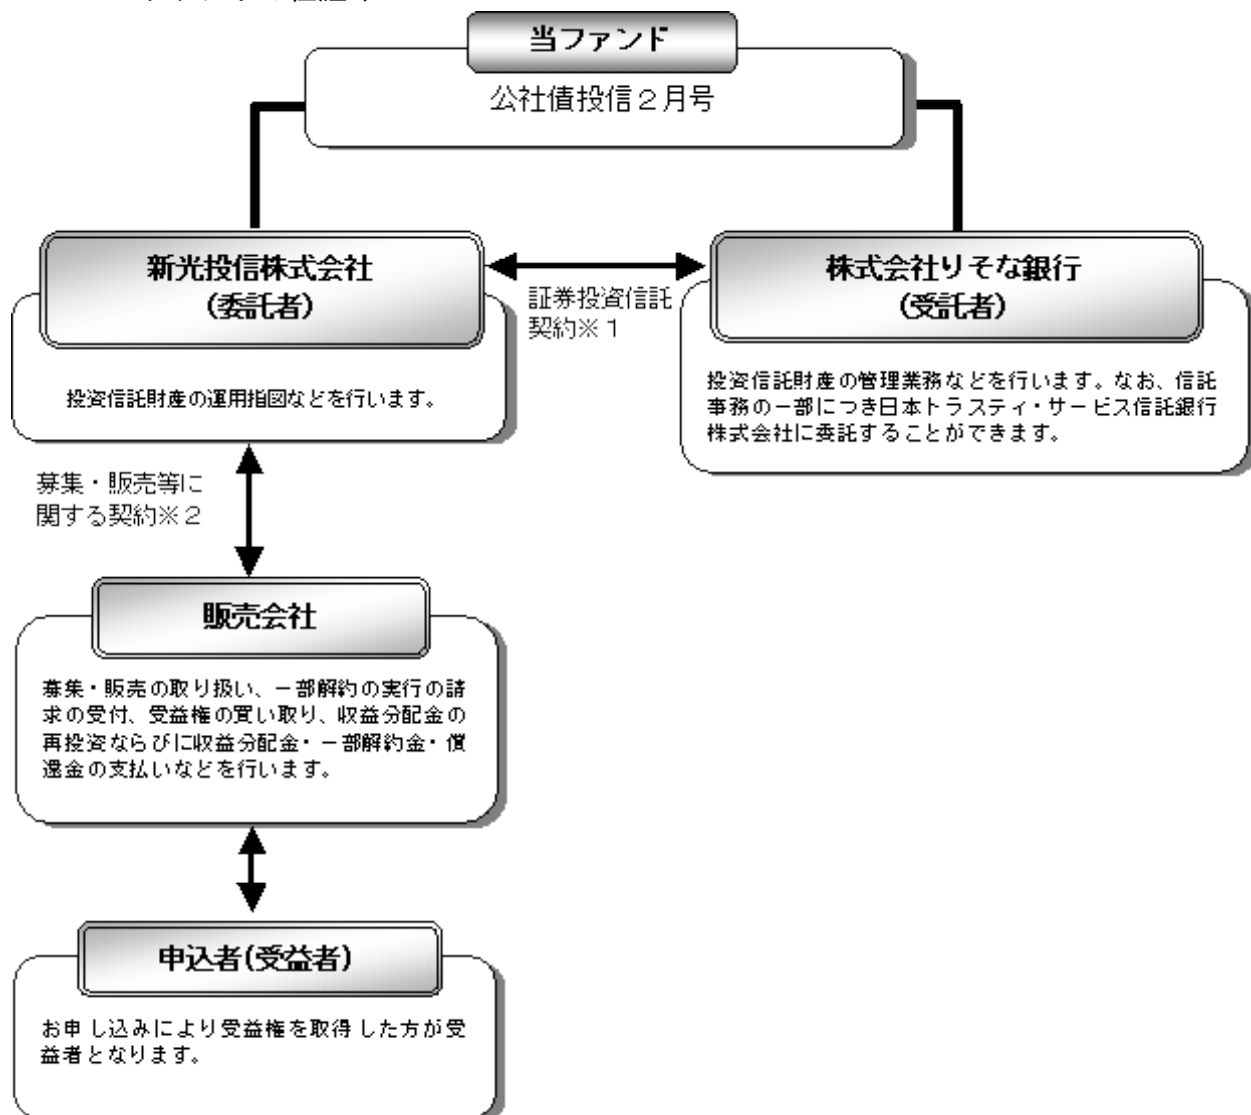 当ファンド
公社債投信２月号
新光投信株式会社
(委託者)
投資信託財産の運用指図などを行います。
証券投資信託
契約※１
株式会社りそな銀行
(受託者)
投資信託財産の管理業務などを行います。なお、信託
事務の一部につき日本トラスティ・サービス信託銀行
株式会社に委託することができます。
募集・販売等に
関する契約※２
販売会社
募集・販売の取り扱い、一部解約の実行の請
求の受付、受益権の買い取り、収益分配金の
再投資ならびに収益分配金・一部解約金・償
還金の支払いなどを行います。
申込者(受益者)
お申し込みにより受益権を取得した方が受
益者となります。